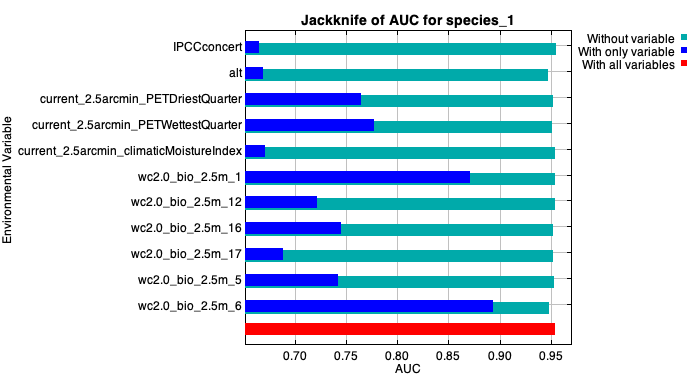 Jackknife of AUC for species_1
Environmental Variable
IPCCconcert
alt
current_2.5arcmin_PETDriestQuarter
current_2.5arcmin_PETWettestQuarter
current_2.5arcmin_climaticMoistureIndex
wc2.0_bio_2.5m_1
wc2.0_bio_2.5m_12
wc2.0_bio_2.5m_16
wc2.0_bio_2.5m_17
wc2.0_bio_2.5m_5
wc2.0_bio_2.5m_6
0.70 0.75 0.80 0.85 0.90 0.95
AUC
Without variable
With only variable
With all variables